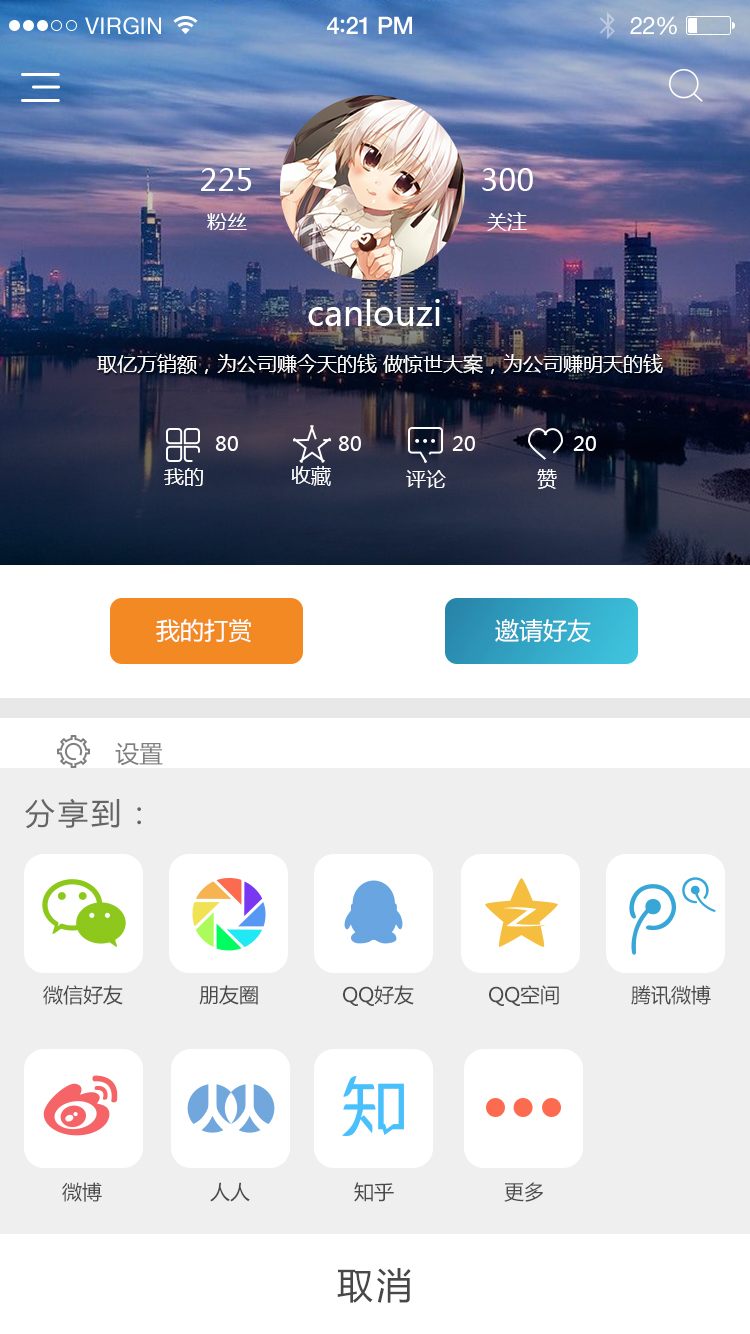 VIRGIN 4:21 PM 22%
225 300
粉丝 关注
canlouzi
取亿万销额，为公司赚今天的钱 做惊世大案，为公司赚明天的钱
80 80 20 20
我的 收藏 评论 赞
我的打赏 邀请好友
设置
分享到：
微信好友 朋友圈 QQ好友 QQ空间 腾讯微博
知
微博 人人 知乎 更多
取消